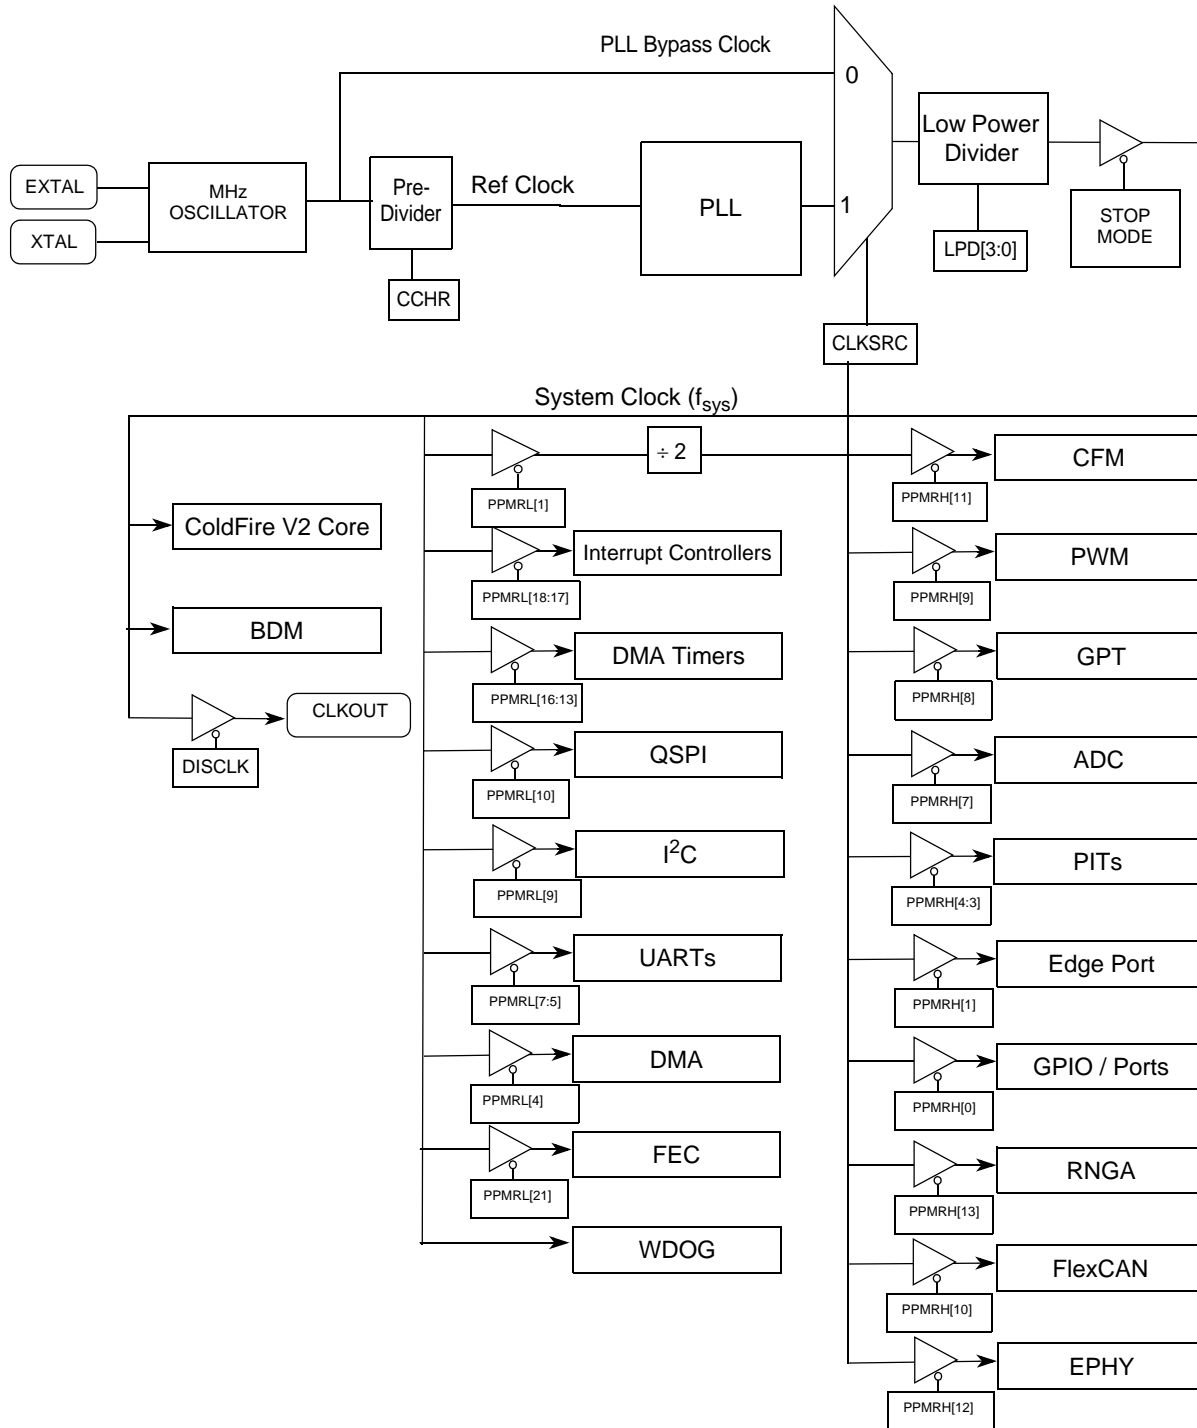 PLL Bypass Clock
0
Low Power
Divider
EXTAL
MHz
OSCILLATOR
Pre-
Divider
Ref Clock
PLL
1
XTAL
STOP
MODE
LPD[3:0]
CCHR
CLKSRC
System Clock (fsys)
÷ 2
CFM
PPMRL[1]
PPMRH[11]
ColdFire V2 Core
Interrupt Controllers
PWM
PPMRL[18:17]
PPMRH[9]
BDM
DMA Timers
GPT
PPMRL[16:13]
PPMRH[8]
CLKOUT
DISCLK
QSPI
ADC
PPMRL[10]
PPMRH[7]
I²C
PITs
PPMRL[9]
PPMRH[4:3]
UARTs
Edge Port
PPMRL[7:5]
PPMRH[1]
DMA
GPIO / Ports
PPMRL[4]
PPMRH[0]
FEC
RNGA
PPMRL[21]
PPMRH[13]
WDOG
FlexCAN
PPMRH[10]
EPHY
PPMRH[12]